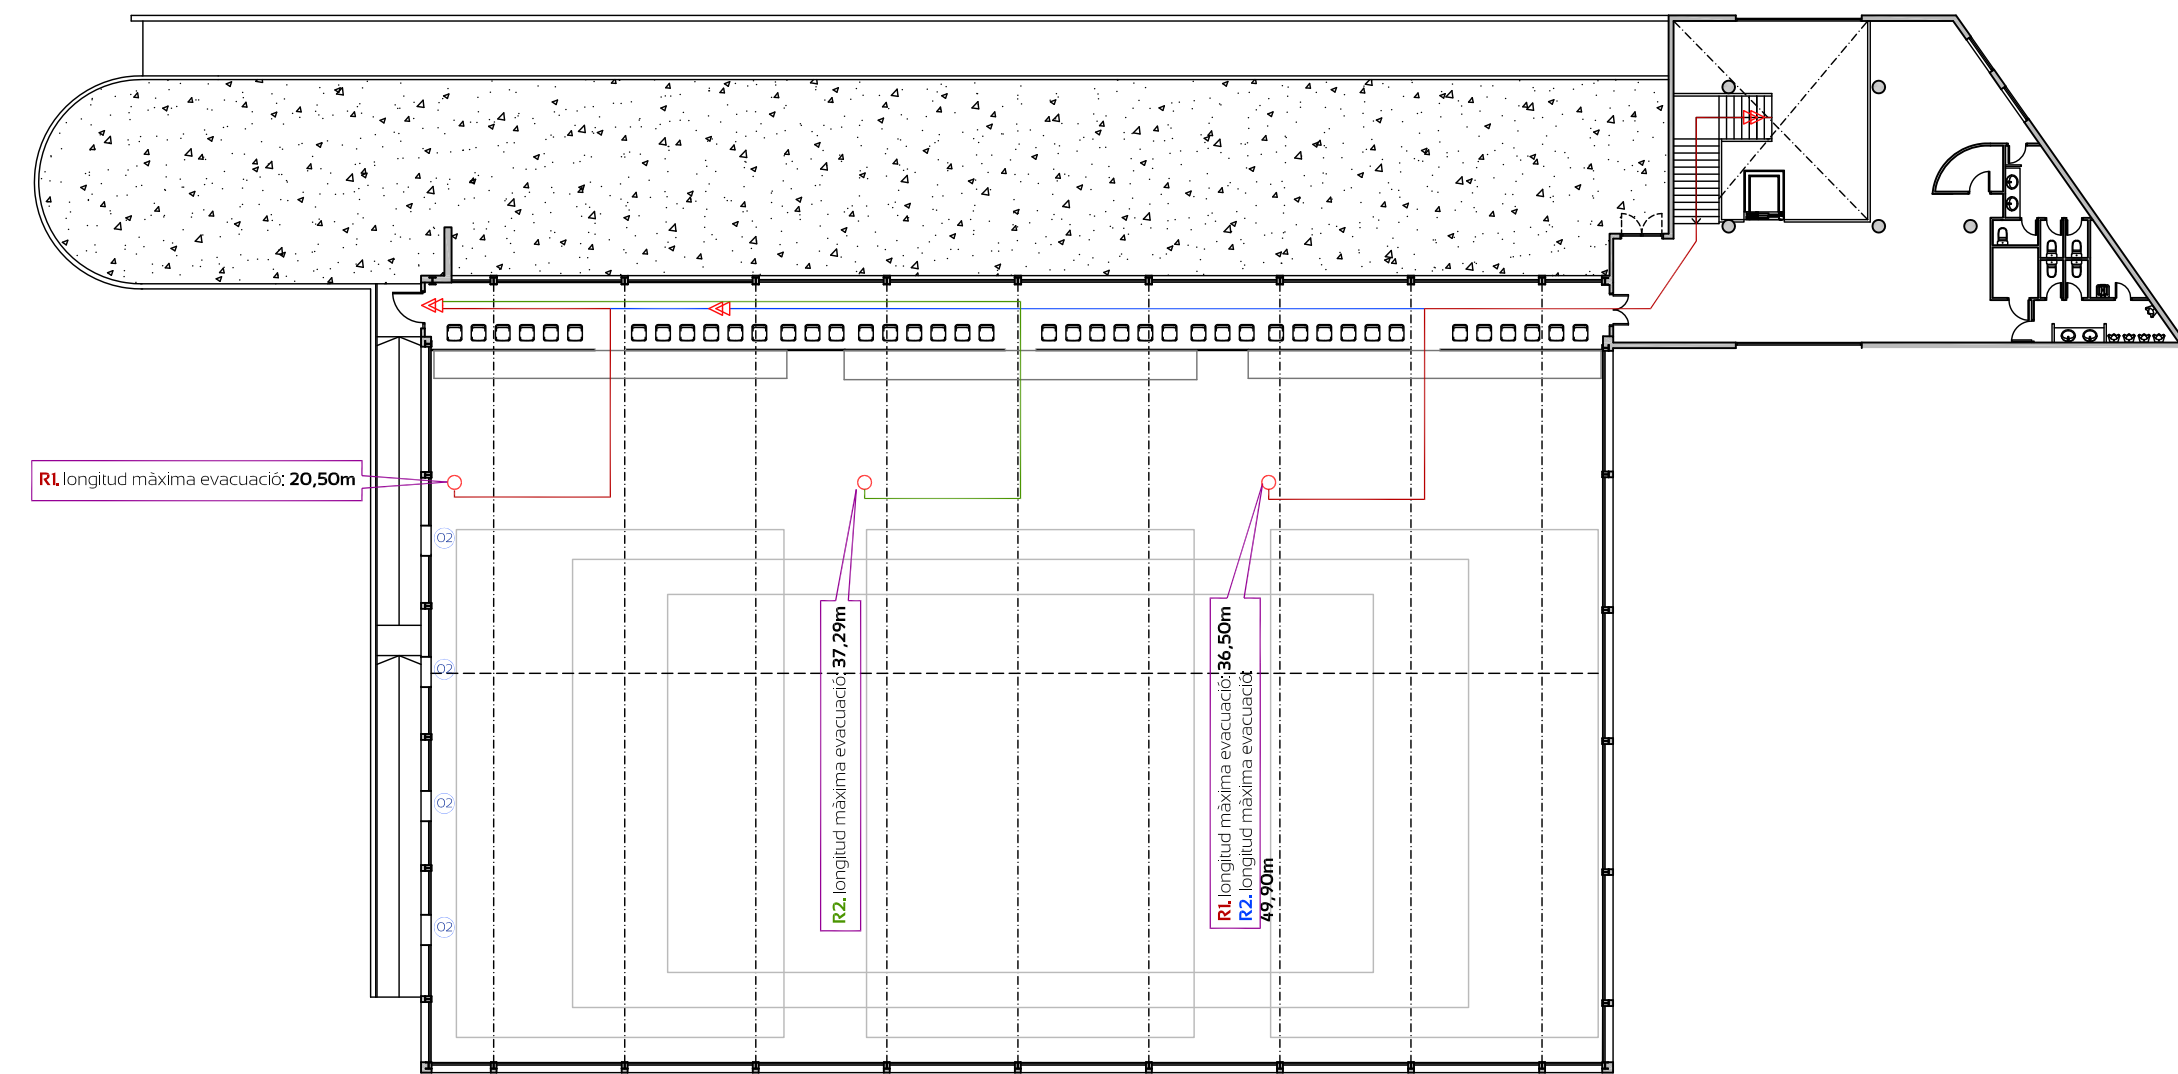 R1. longitud màxima evacuació: 20,50m
R2. longitud màxima evacuació: 37,29m
R1. longitud màxima evacuació: 36,50m
R2. longitud màxima evacuació:
49,90m
02
02
02
02